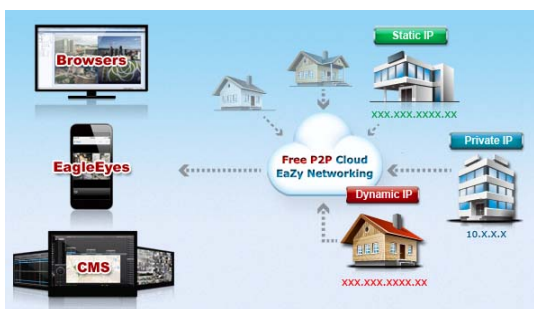 Browsers
EagleEyes
CMS
Free P2P Cloud
EaZy Networking
Static IP
xxx.xxx.xxxx.xx
Private IP
10.x.x.x
Dynamic IP
xxx.xxx.xxxx.xx